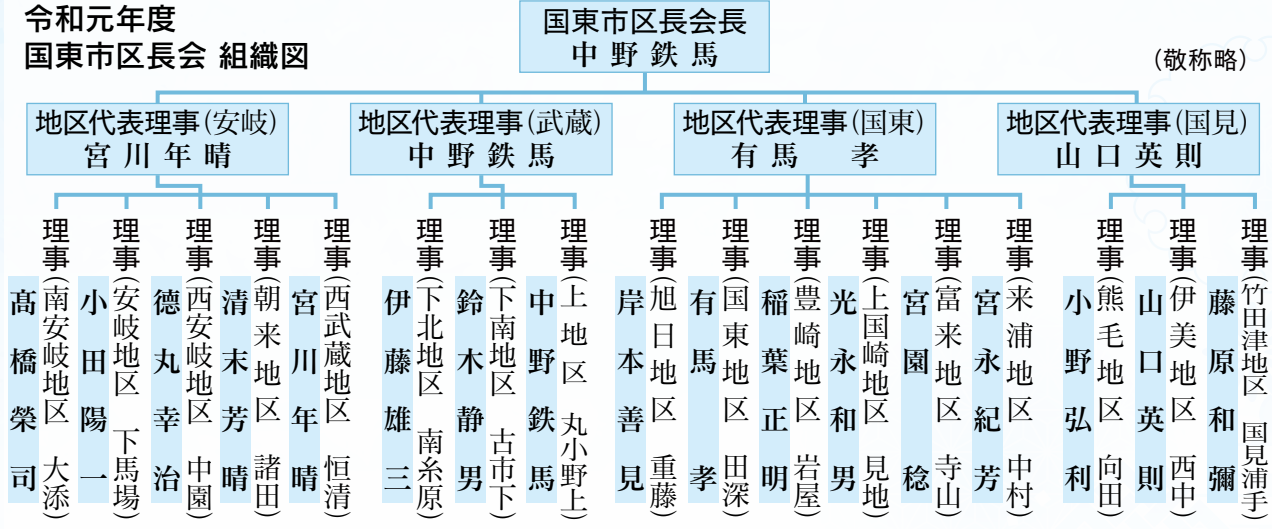 令和元年度
国東市区長会 組織図
国東市区長会長
中野鉄馬
(敬称略)
地区代表理事(安岐)
宮川年晴
地区代表理事(武蔵)
中野鉄馬
地区代表理事(国東)
有馬　孝
地区代表理事(国見)
山口英則
理事(竹田津地区 国見浦手)
藤原和彌
理事(伊美地区 西中)
山口英則
理事(熊毛地区 向田)
小野弘利
理事(来浦地区 中村)
宮永紀芳
理事(富来地区 寺山)
宮園 稔
理事(上国崎地区 見地)
光永和男
理事(豊崎地区 岩屋)
稲葉正明
理事(国東地区 田深)
有馬 孝
理事(旭日地区 重藤)
岸本善見
理事(上地区 丸小野上)
中野鉄馬
理事(下南地区 古市下)
鈴木静男
理事(下北地区 南糸原)
伊藤雄三
理事(西武蔵地区 恒清)
宮川年晴
理事(朝来地区 諸田)
清末芳晴
理事(西安岐地区 中園)
德丸幸治
理事(安岐地区 下馬場)
小田陽一
理事(南安岐地区 大添)
髙橋榮司